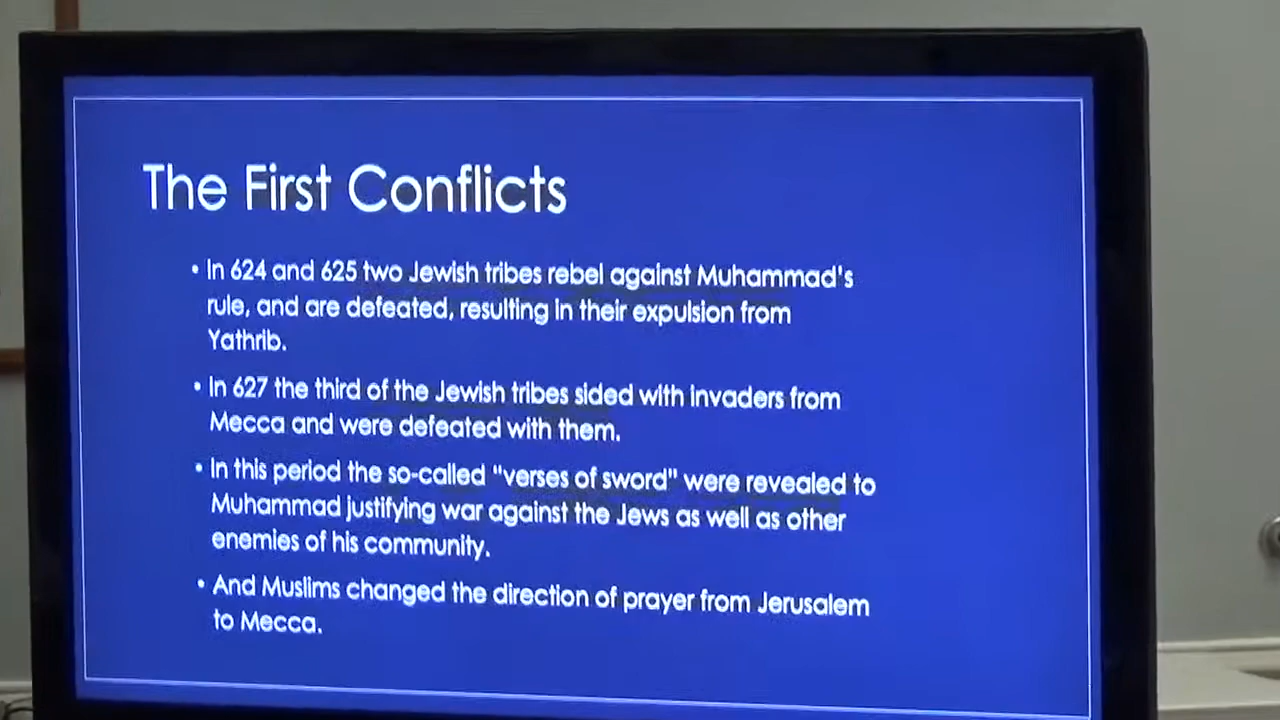 The First Conflicts
• In 624 and 625 two Jewish tribes rebel against Muhammad's
rule, and are defeated, resulting in their expulsion from
Yathrib.
• In 627 the third of the Jewish tribes sided with invaders from
Mecca and were defeated with them.
• In this period the so-called "verses of sword" were revealed to
Muhammad justifying war against the Jews as well as other
enemies of his community.
• And Muslims changed the direction of prayer from Jerusalem
to Mecca.